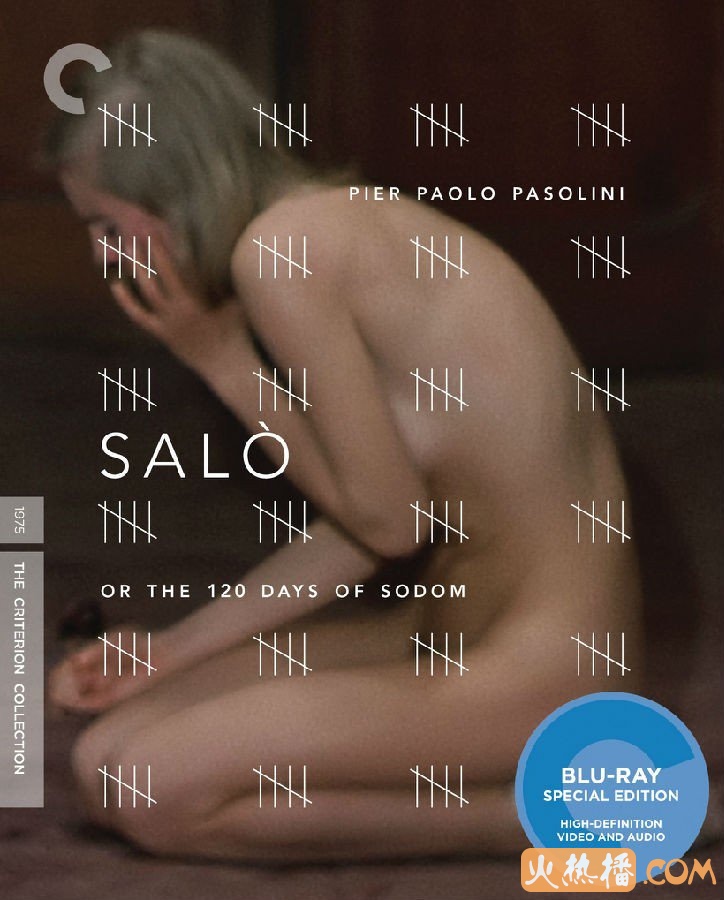 PIER PAOLO PASOLINI
SALÒ
OR THE 120 DAYS OF SODOM
1975
THE CRITERION COLLECTION
BLU-RAY
SPECIAL EDITION
HIGH-DEFINITION
VIDEO AND AUDIO
火热播.COM